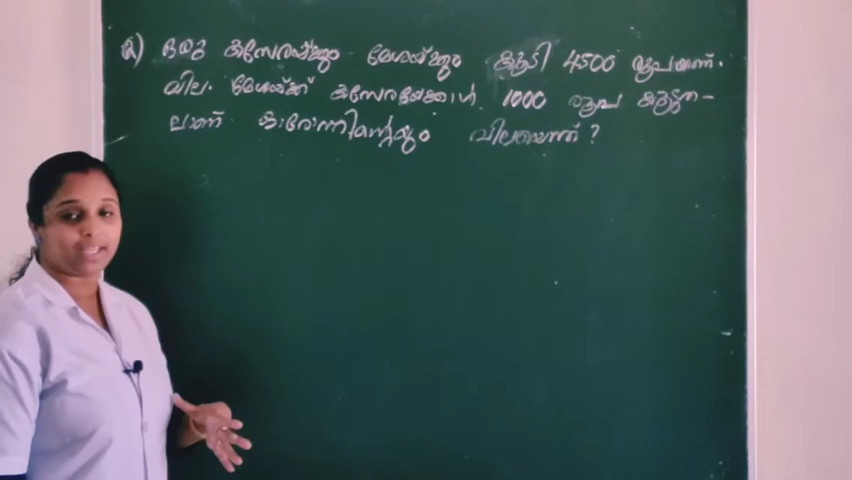 2) ഒരു കസേരയ്ക്കും മേശയ്ക്കും കൂടി 4500 രൂപയാണ്.
വില. മേശയ്ക്ക് കസേരയേക്കാൾ 1000 രൂപ കൂടുത-
ലാണ്. ഓരോന്നിന്റെയും വിലയെന്ത് ?